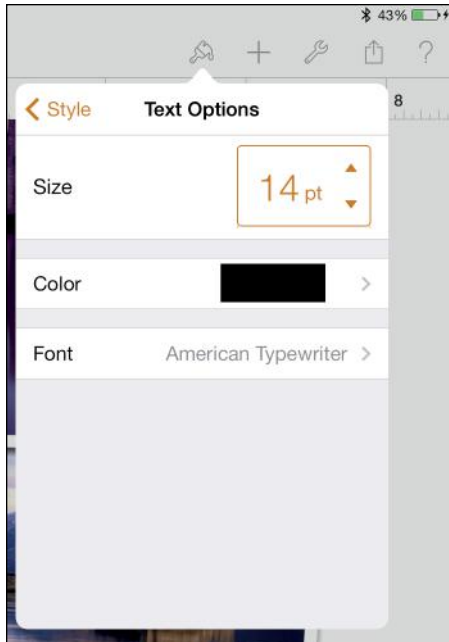 43%
?
8
Style Text Options
Size 14 pt
Color
Font American Typewriter